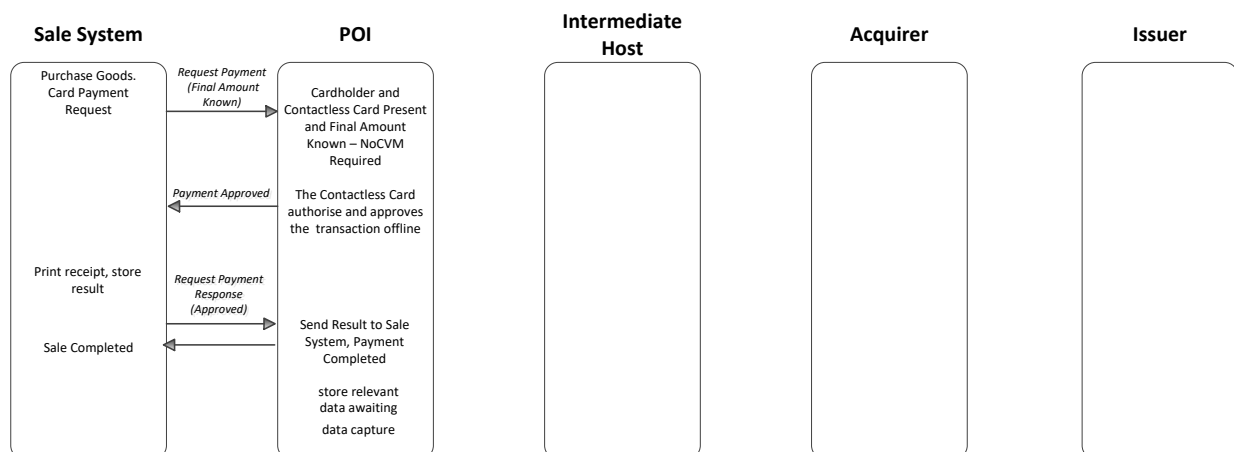 Sale System
POI
Intermediate
Host
Acquirer
Issuer
Purchase Goods.
Card Payment
Request
Request Payment
(Final Amount
Known)
Cardholder and
Contactless Card Present
and Final Amount
Known – NoCVM
Required
Payment Approved
The Contactless Card
authorise and approves
the transaction offline
Print receipt, store
result
Request Payment
Response
(Approved)
Send Result to Sale
System, Payment
Completed
Sale Completed
store relevant
data awaiting
data capture